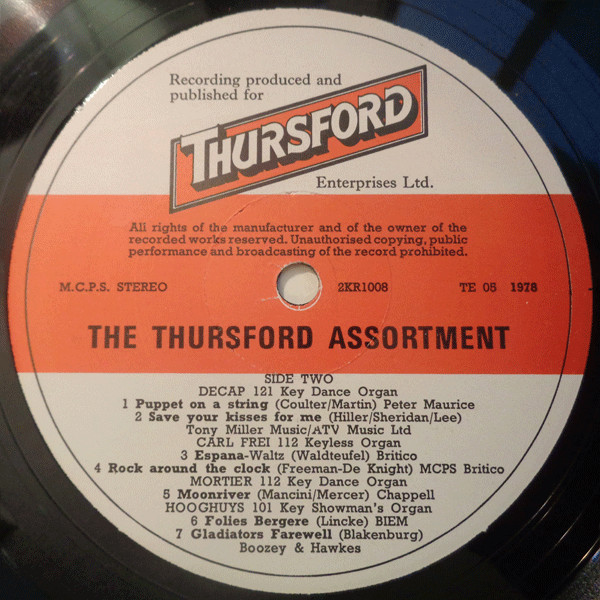 Recording produced and
published for
THURSFORD
Enterprises Ltd.
All rights of the manufacturer and of the owner of the
recorded works reserved. Unauthorised copying, public
performance and broadcasting of the record prohibited.
M.C.P.S. STEREO 2KR1008 TE 05 1978
THE THURSFORD ASSORTMENT
SIDE TWO
DECAP 121 Key Dance Organ
1 Puppet on a string (Coulter/Martin) Peter Maurice
2 Save your kisses for me (Hiller/Sheridan/Lee)
Tony Miller Music/ATV Music Ltd
CARL FREI 112 Keyless Organ
3 Espana-Waltz (Waldteufel) Britico
4 Rock around the clock (Freeman-De Knight) MCPS Britico
MORTIER 112 Key Dance Organ
5 Moonriver (Mancini/Mercer) Chappell
HOOGHUYS 101 Key Showman's Organ
6 Folies Bergere (Lincke) BIEM
7 Gladiators Farewell (Blakenburg)
Boozey & Hawkes